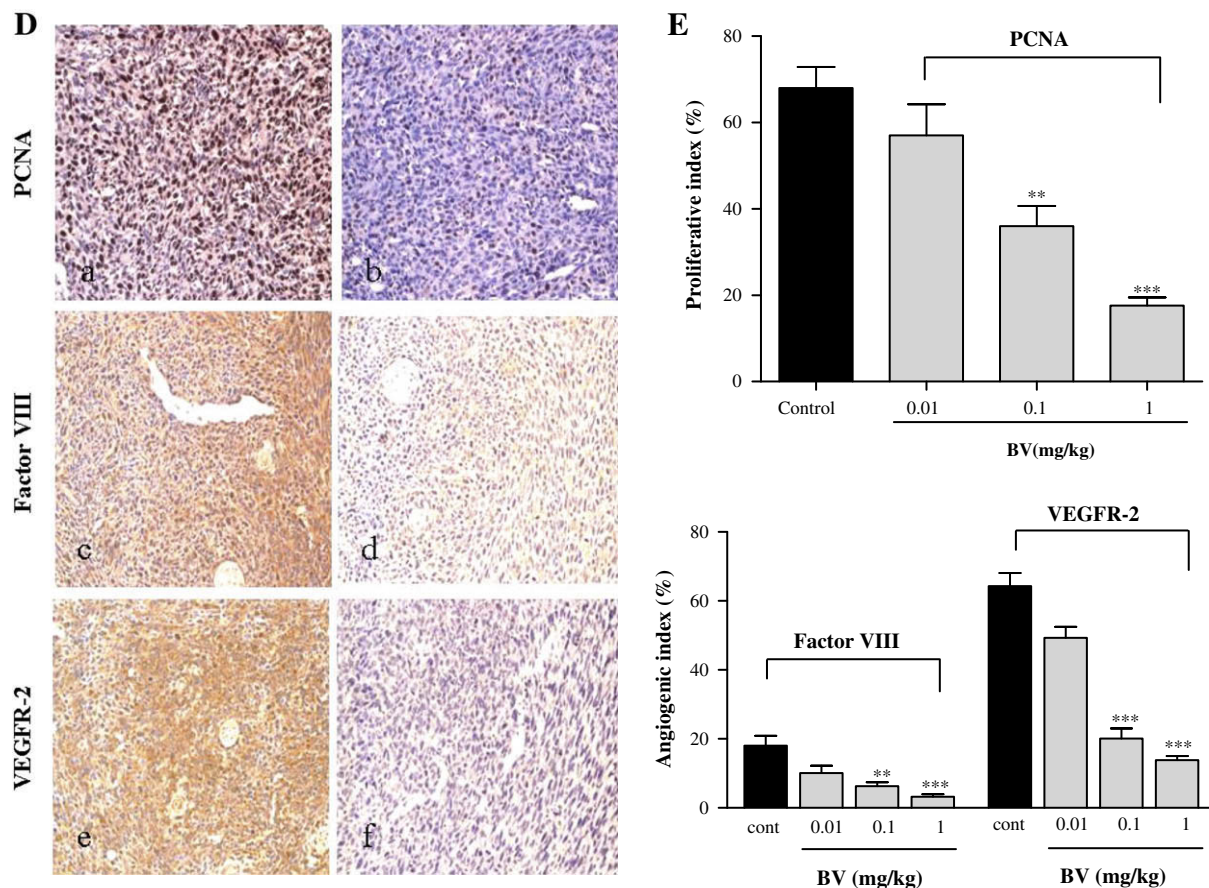 D
PCNA
a
b
Factor VIII
c
d
VEGFR-2
e
f
E
PCNA
Proliferative index (%)
80
60
40
20
0
**
***
Control
0.01
0.1
1
BV(mg/kg)
VEGFR-2
Factor VIII
Angiogenic index (%)
80
60
40
20
0
**
***
***
***
cont
0.01
0.1
1
cont
0.01
0.1
1
BV (mg/kg)
BV (mg/kg)